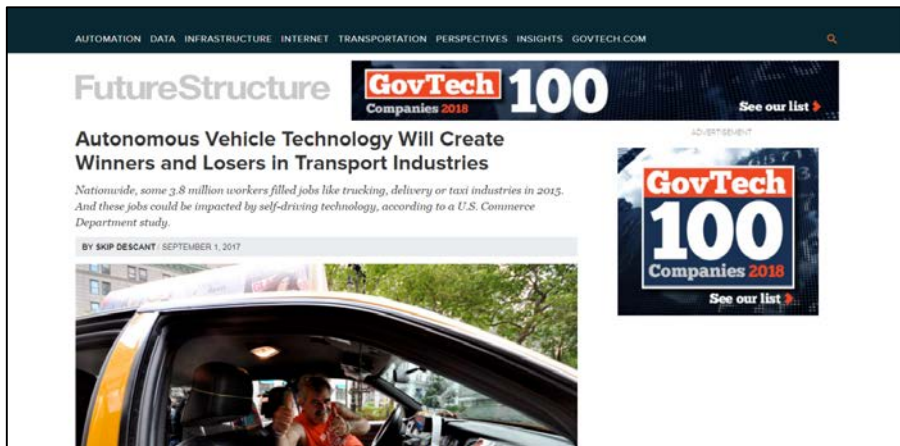 AUTOMATION DATA INFRASTRUCTURE INTERNET TRANSPORTATION PERSPECTIVES INSIGHTS GOVTECH.COM
FutureStructure
GovTech 100
Companies 2018
See our list
Autonomous Vehicle Technology Will Create
Winners and Losers in Transport Industries
Nationwide, some 3.8 million workers filled jobs like trucking, delivery or taxi industries in 2015.
And these jobs could be impacted by self-driving technology, according to a U.S. Commerce
Department study.
BY SKIP DESCANT / SEPTEMBER 1, 2017
ADVERTISEMENT
GovTech
100
Companies 2018
See our list